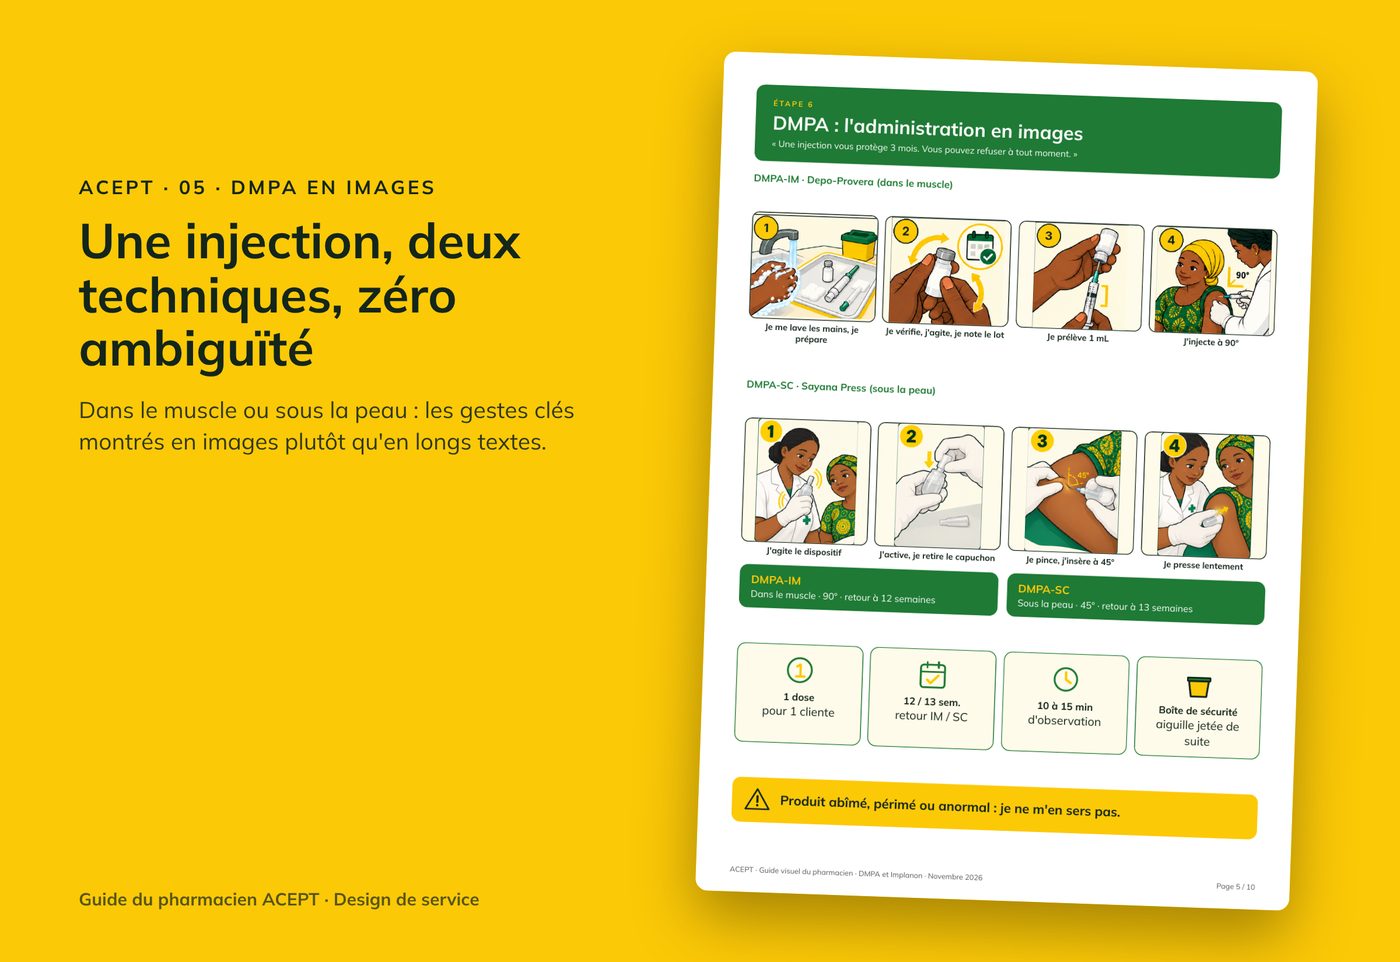 ACEPT · 05 · DMPA EN IMAGES
Une injection, deux
techniques, zéro
ambiguïté
Dans le muscle ou sous la peau : les gestes clés
montrés en images plutôt qu'en longs textes.
Guide du pharmacien ACEPT · Design de service
ÉTAPE 6
DMPA : l'administration en images
« Une injection vous protège 3 mois. Vous pouvez refuser à tout moment. »
DMPA-IM · Depo-Provera (dans le muscle)
1
2
3
4
90°
Je me lave les mains, je
prépare
Je vérifie, j'agite, je note le lot
Je prélève 1 mL
J'injecte à 90°
DMPA-SC · Sayana Press (sous la peau)
1
2
3
4
45°
J'agite le dispositif
J'active, je retire le capuchon
Je pince, j'insère à 45°
Je presse lentement
DMPA-IM
Dans le muscle · 90° · retour à 12 semaines
DMPA-SC
Sous la peau · 45° · retour à 13 semaines
1
1 dose
pour 1 cliente
12 / 13 sem.
retour IM / SC
10 à 15 min
d'observation
Boîte de sécurité
aiguille jetée de
suite
Produit abîmé, périmé ou anormal : je ne m'en sers pas.
ACEPT · Guide visuel du pharmacien · DMPA et Implanon · Novembre 2026
Page 5 / 10